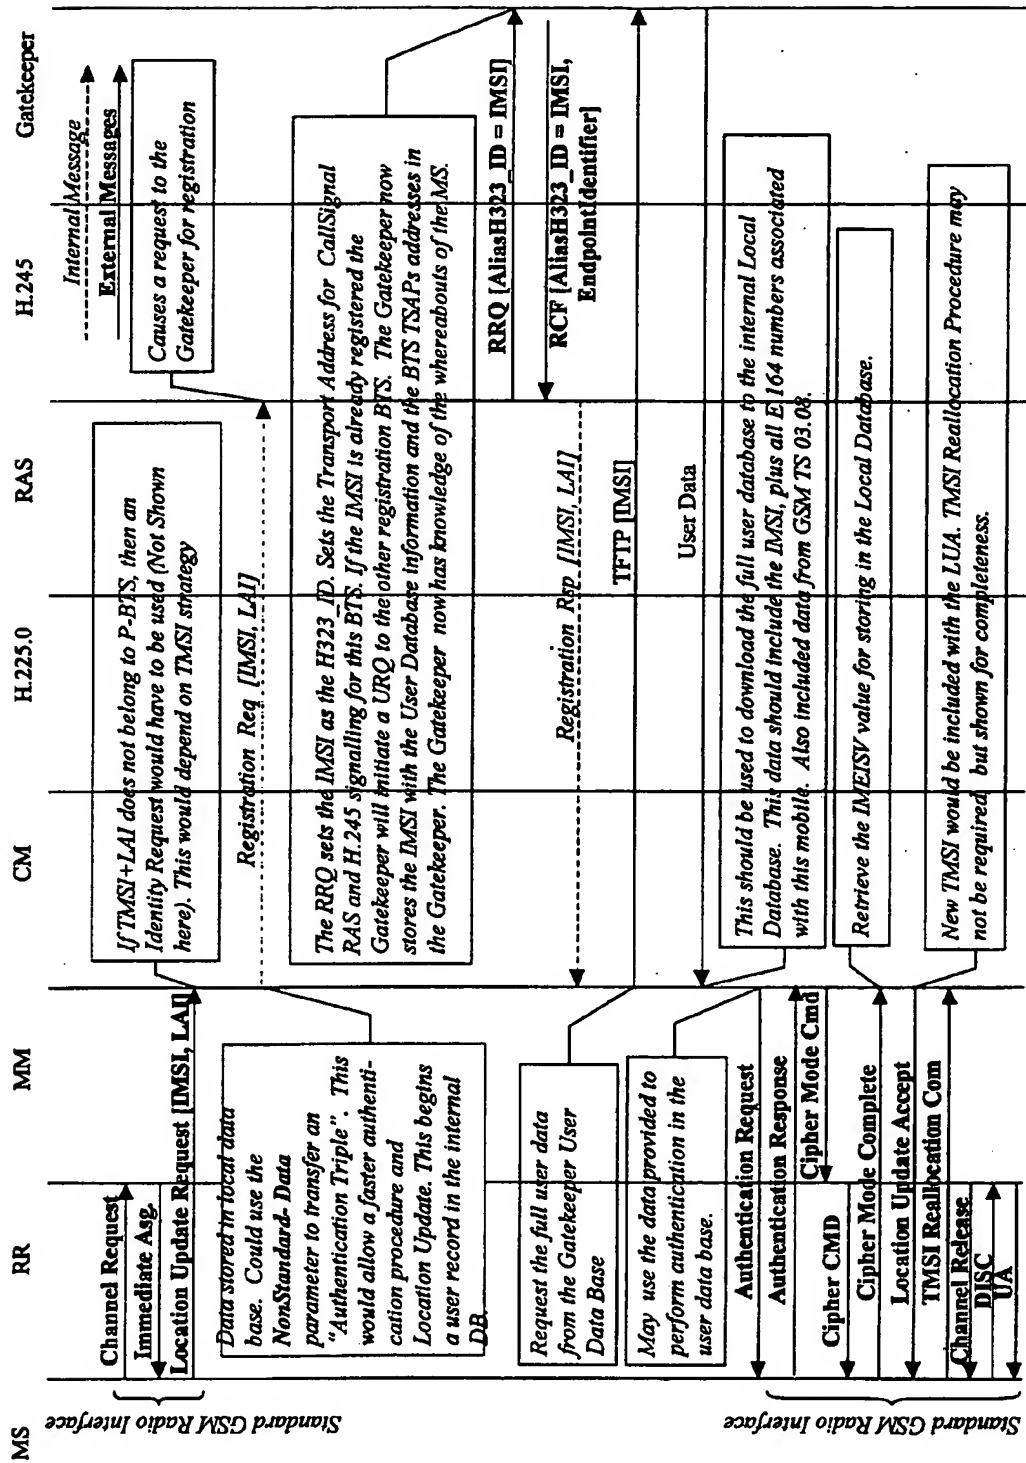 MS
RR
MM
CM
H.225.0
RAS
H.245
Gatekeeper
Internal Message
External Messages
Standard GSM Radio Interface
Channel Request
Immediate Asg.
Location Update Request [IMSI, LAI]
If TMSI+LAI does not belong to P-BTS, then an
Identity Request would have to be used (Not Shown
here). This would depend on TMSI strategy
Causes a request to the
Gatekeeper for registration
Registration Req [IMSI, LAI]
Data stored in local data
base. Could use the
NonStandard- Data
parameter to transfer an
"Authentication Triple". This
would allow a faster authenti-
cation procedure and
Location Update. This begins
a user record in the internal
DB.
The RRQ sets the IMSI as the H323_ID. Sets the Transport Address for CallSignal
RAS and H.245 signalling for this BTS. If the IMSI is already registered the
Gatekeeper will initiate a URQ to the other registration BTS. The Gatekeeper now
stores the IMSI with the User Database information and the BTS TSAPs addresses in
the Gatekeeper. The Gatekeeper now has knowledge of the whereabouts of the MS.
RRQ [AliasH323_ID = IMSI]
RCF [AliasH323_ID = IMSI,
EndpointIdentifier]
Registration Rsp [IMSI, LAI]
Request the full user data
from the Gatekeeper User
Data Base
TFTP [IMSI]
User Data
May use the data provided to
perform authentication in the
user data base.
This should be used to download the full user database to the internal Local
Database. This data should include the IMSI, plus all E 164 numbers associated
with this mobile. Also included data from GSM TS 03.08.
Authentication Request
Authentication Response
Cipher Mode Cmd
Cipher CMD
Cipher Mode Complete
Retrieve the IMEISV value for storing in the Local Database.
Location Update Accept
TMSI Reallocation Com
New TMSI would be included with the LUA. TMSI Reallocation Procedure may
not be required but shown for completeness.
Channel Release
DISC
UA
Standard GSM Radio Interface